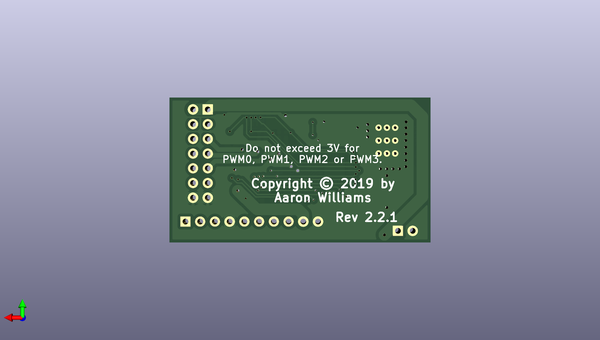 Do not exceed 3V for
PWM0, PWM1, PWM2 or PWM3.
Copyright © 2019 by
Aaron Williams
Rev 2.2.1